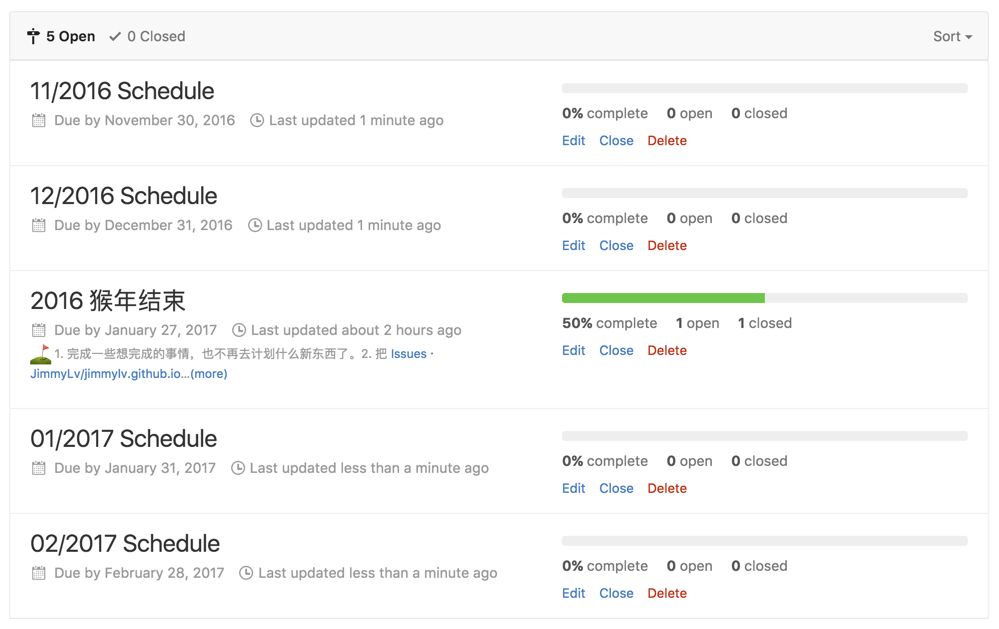 5 Open 0 Closed Sort
11/2016 Schedule
Due by November 30, 2016 Last updated 1 minute ago
0% complete 0 open 0 closed
Edit Close Delete
12/2016 Schedule
Due by December 31, 2016 Last updated 1 minute ago
0% complete 0 open 0 closed
Edit Close Delete
2016 猴年结束
Due by January 27, 2017 Last updated about 2 hours ago
1. 完成一些想完成的事情，也不再去计划什么新东西了。2. 把 Issues ·
JimmyLv/jimmylv.github.io…(more)
50% complete 1 open 1 closed
Edit Close Delete
01/2017 Schedule
Due by January 31, 2017 Last updated less than a minute ago
0% complete 0 open 0 closed
Edit Close Delete
02/2017 Schedule
Due by February 28, 2017 Last updated less than a minute ago
0% complete 0 open 0 closed
Edit Close Delete